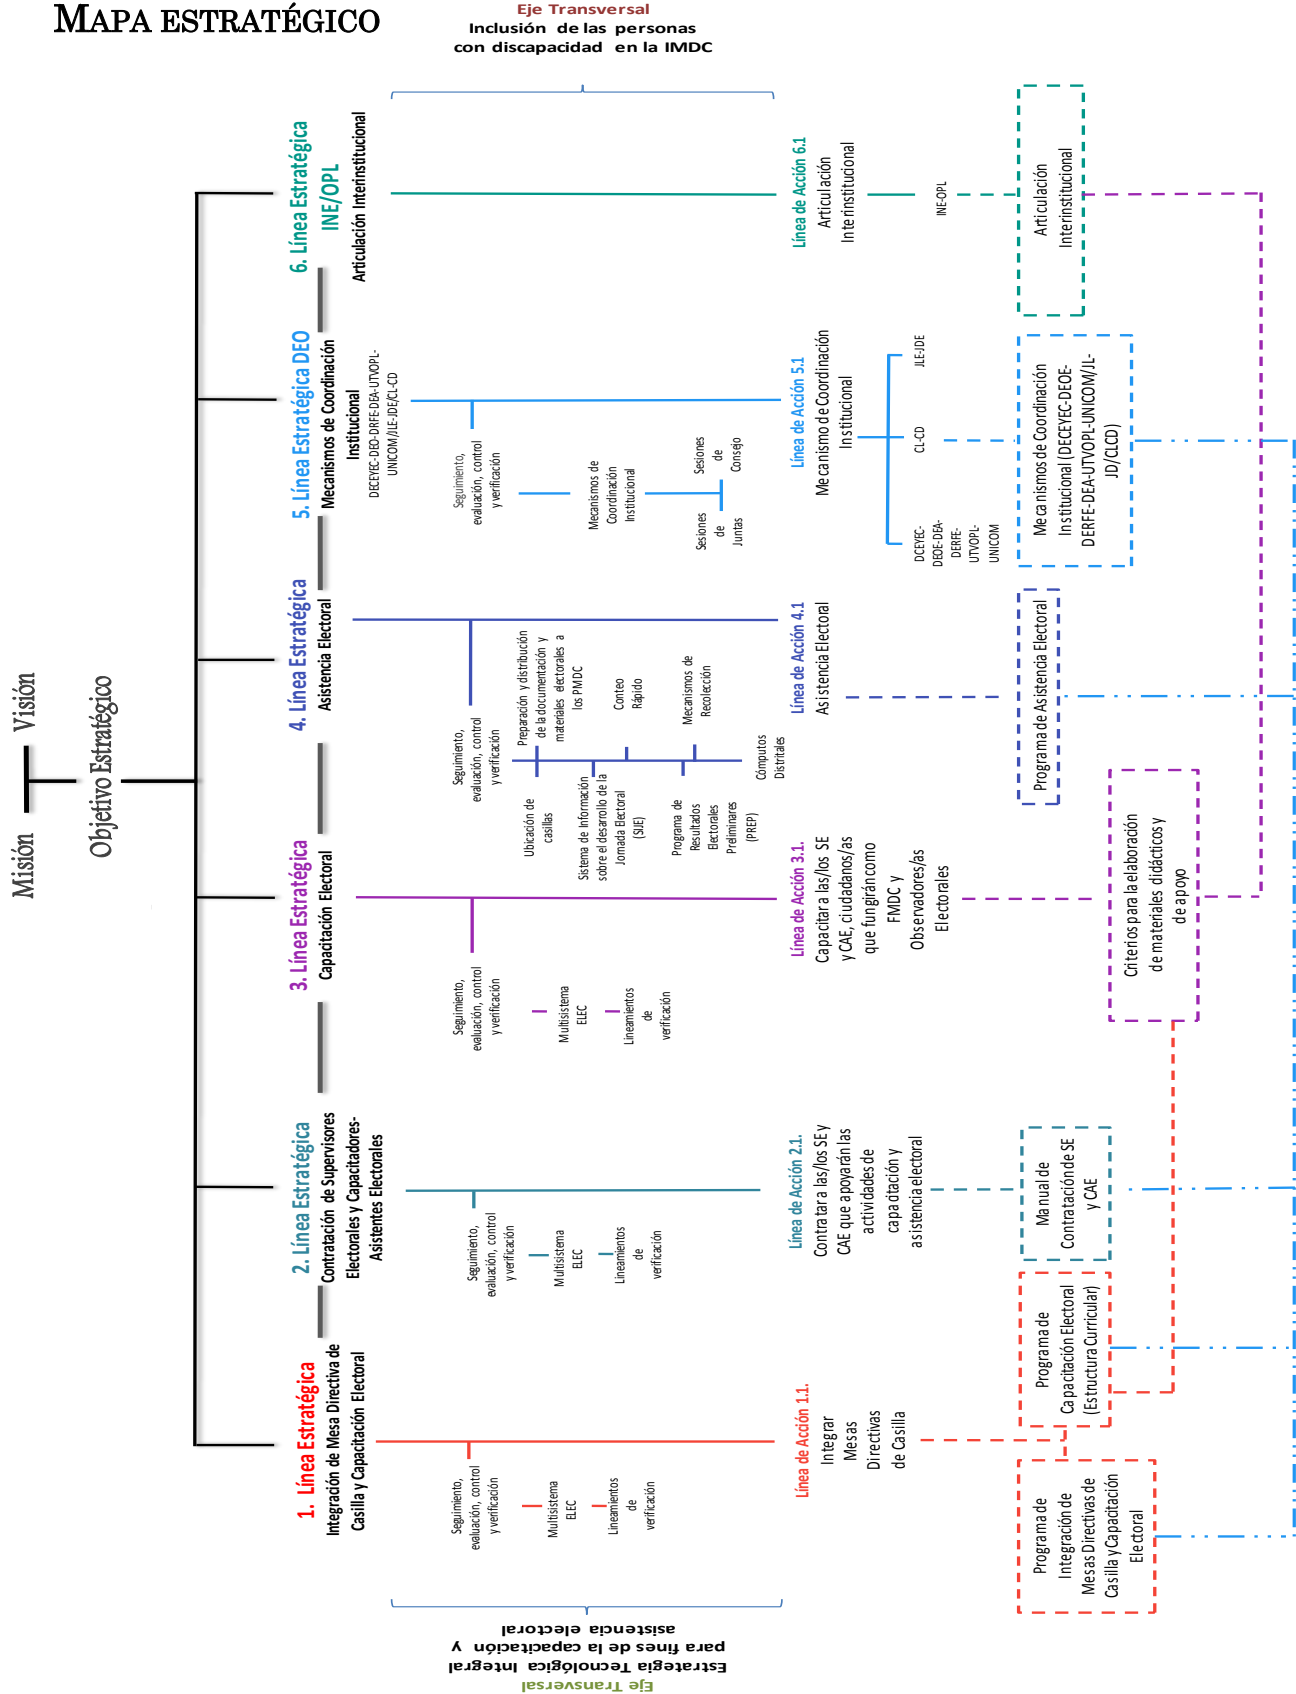 MAPA ESTRATÉGICO
Eje Transversal
Inclusión de las personas
con discapacidad en la IMDC
Misión
Visión
Objetivo Estratégico
1. Línea Estratégica
Integración de Mesa Directiva de
Casilla y Capacitación Electoral
2. Línea Estratégica
Contratación de Supervisores
Electorales y Capacitadores-
Asistentes Electorales
3. Línea Estratégica
Capacitación Electoral
4. Línea Estratégica
Asistencia Electoral
5. Línea Estratégica DEO
Mecanismos de Coordinación
Institucional
DECEYEC-DEO-DRFE-DEA-UTVOPL-
UNICOM/JLE-JDE/CL-CD
6. Línea Estratégica
INE/OPL
Articulación Interinstitucional
Eje Transversal
Estrategia Tecnológica Integral
para fines de la capacitación y
asistencia electoral
Seguimiento,
evaluación, control
y verificación
Multisistema
ELEC
Lineamientos
de
verificación
Seguimiento,
evaluación, control
y verificación
Multisistema
ELEC
Lineamientos
de
verificación
Seguimiento,
evaluación, control
y verificación
Multisistema
ELEC
Lineamientos
de
verificación
Seguimiento,
evaluación, control
y verificación
Ubicación de
casillas
Preparación y distribución
de la documentación y
materiales electorales a
los PMDC
Sistema de Información
sobre el desarrollo de la
Jornada Electoral
(SIJE)
Conteo
Rápido
Programa de
Resultados
Electorales
Preliminares
(PREP)
Mecanismos de
Recolección
Cómputos
Distritales
Seguimiento,
evaluación, control
y verificación
Mecanismos de
Coordinación
Institucional
Sesiones
de
Juntas
Sesiones
de
Consejo
Línea de Acción 1.1.
Integrar
Mesas
Directivas
de Casilla
Línea de Acción 2.1.
Contratar a las/los SE y
CAE que apoyarán las
actividades de
capacitación y
asistencia electoral
Línea de Acción 3.1.
Capacitar a las/los SE
y CAE, ciudadanos/as
que fungirán como
FMDC y
Observadores/as
Electorales
Línea de Acción 4.1
Asistencia Electoral
Línea de Acción 5.1
Mecanismo de Coordinación
Institucional
DCEYEC-
DEOE-DEA-
DERFE-
UTVOPL-
UNICOM
CL-CD
JLE-JDE
Línea de Acción 6.1
Articulación
Interinstitucional
INE-OPL
Programa de
Integración de
Mesas Directivas de
Casilla y Capacitación
Electoral
Programa de
Capacitación Electoral
(Estructura Curricular)
Manual de
Contratación de SE
y CAE
Criterios para la elaboración
de materiales didácticos y
de apoyo
Programa de Asistencia Electoral
Mecanismos de Coordinación
Institucional (DECEYEC-DEOE-
DERFE-DEA-UTVOPL-UNICOM/JL-
JD/CLCD)
Articulación
Interinstitucional